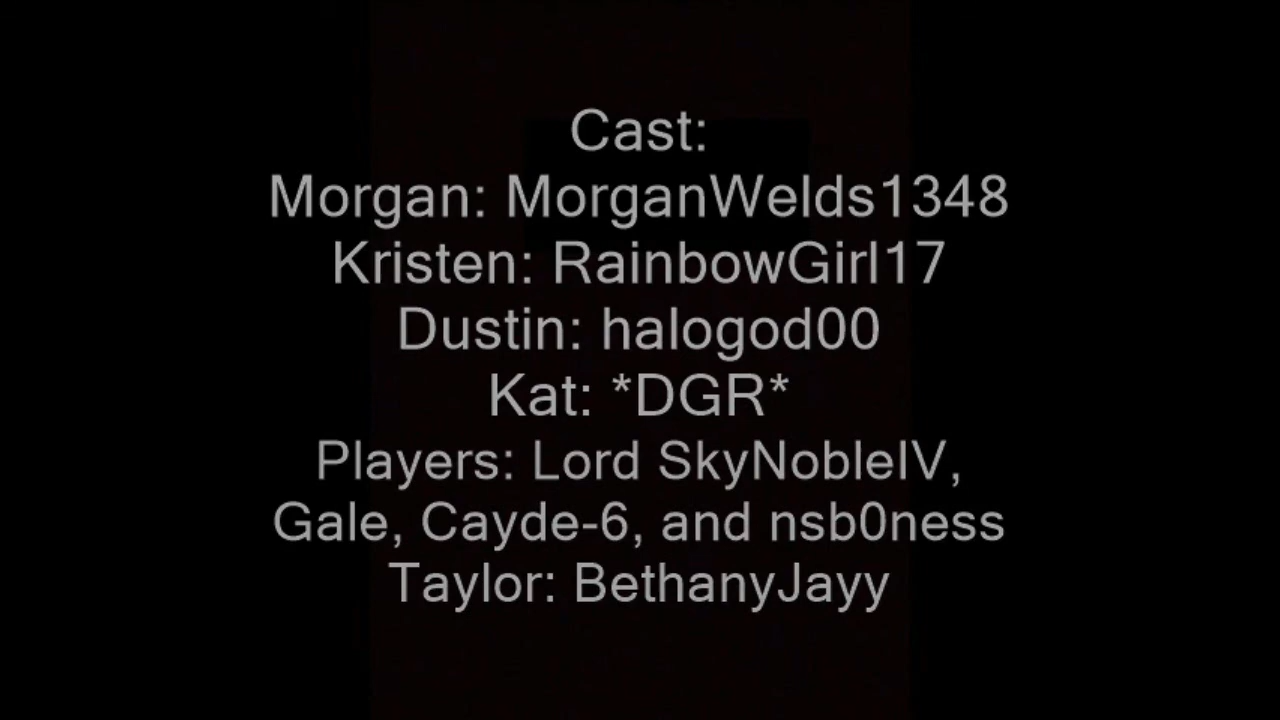 Cast:
Morgan: MorganWelds1348
Kristen: RainbowGirl17
Dustin: halogod00
Kat: *DGR*
Players: Lord SkyNobleIV,
Gale, Cayde-6, and nsb0ness
Taylor: BethanyJayy